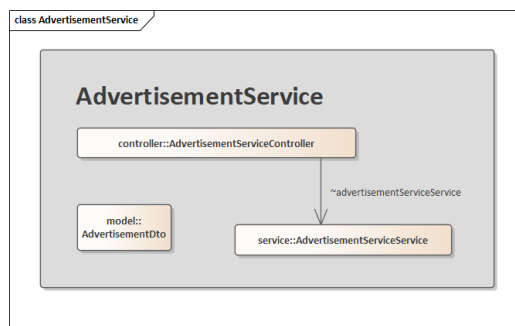 class AdvertisementService
AdvertisementService
controller::AdvertisementServiceController
~advertisementServiceService
model::
AdvertisementDto
service::AdvertisementServiceService